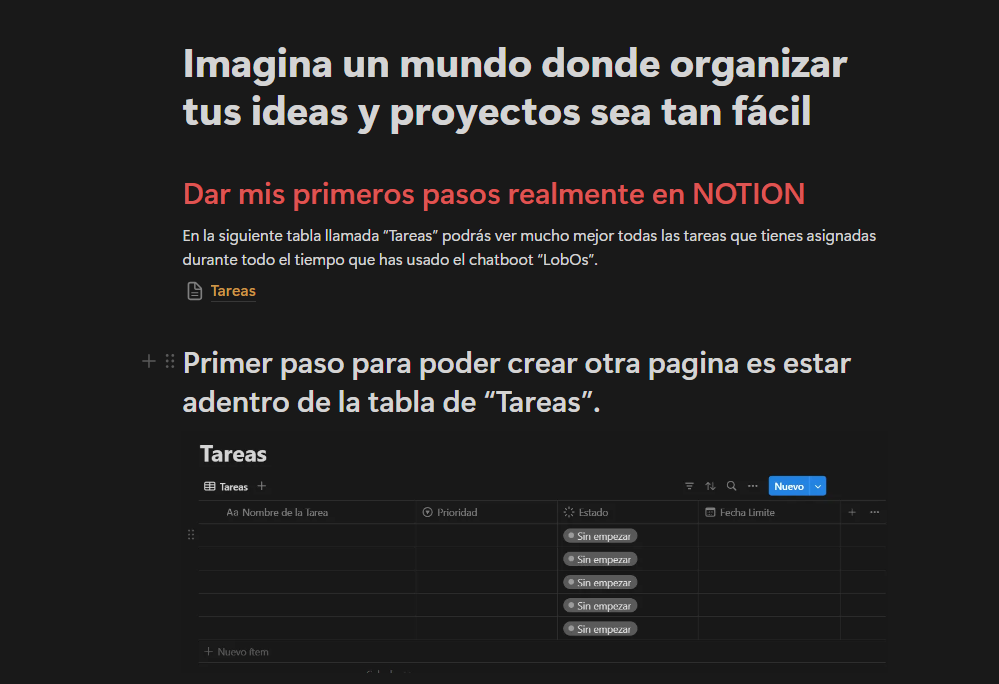 Imagina un mundo donde organizar
tus ideas y proyectos sea tan fácil
Dar mis primeros pasos realmente en NOTION
En la siguiente tabla llamada “Tareas” podrás ver mucho mejor todas las tareas que tienes asignadas
durante todo el tiempo que has usado el chatboot “LobOs”.
Tareas
Primer paso para poder crear otra pagina es estar
adentro de la tabla de “Tareas”.
Tareas
Tareas
Nuevo
Aa Nombre de la Tarea Prioridad Estado Fecha Limite
Sin empezar
Sin empezar
Sin empezar
Sin empezar
Sin empezar
+ Nuevo ítem